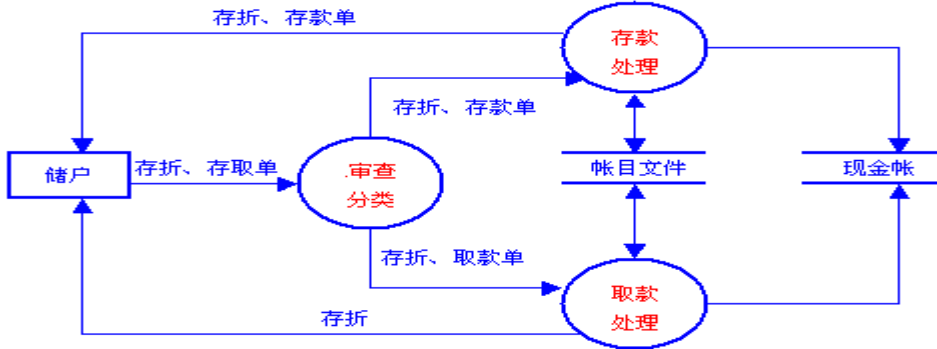 存折、存款单
存款
处理
存折、存款单
储户
存折、存取单
.审查
分类
帐目文件
现金帐
存折、取款单
取款
处理
存折